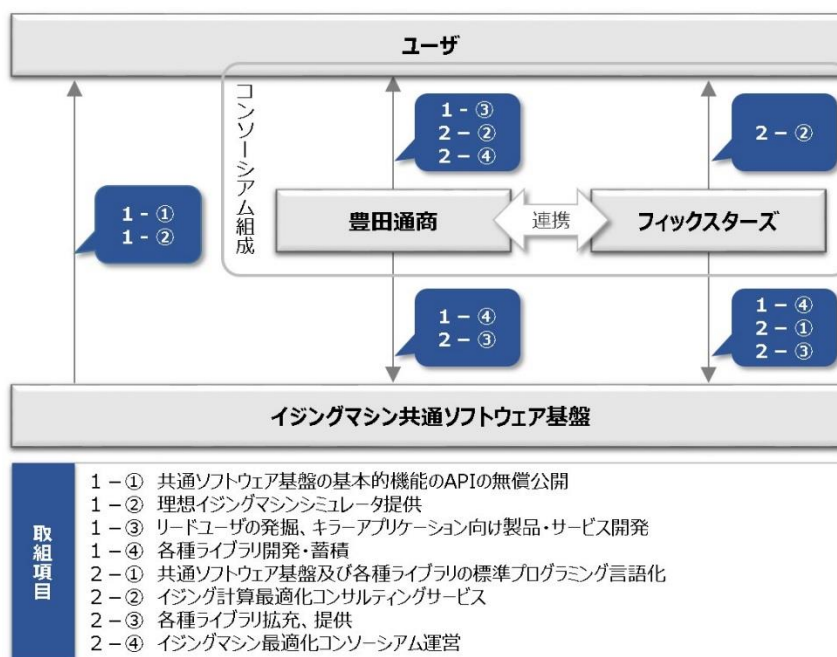 ユーザ
コンソーシアム組成
1 - ③
2 － ②
2 － ④
2 － ②
1 - ①
1 - ②
豊田通商
連携
フィックスターズ
1 － ④
2 － ③
1 － ④
2 － ①
2 － ③
イジングマシン共通ソフトウェア基盤
取組項目
1－① 共通ソフトウェア基盤の基本的機能のAPIの無償公開
1－② 理想イジングマシンシミュレータ提供
1－③ リードユーザの発掘、キラーアプリケーション向け製品・サービス開発
1－④ 各種ライブラリ開発・蓄積
2－① 共通ソフトウェア基盤及び各種ライブラリの標準プログラミング言語化
2－② イジング計算最適化コンサルティングサービス
2－③ 各種ライブラリ拡充、提供
2－④ イジングマシン最適化コンソーシアム運営